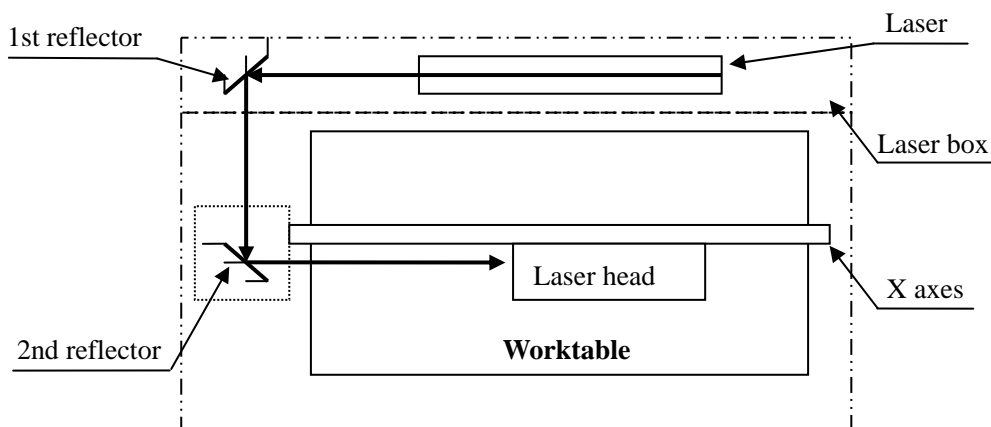 1st reflector
Laser
Laser box
Laser head
X axes
2nd reflector
Worktable